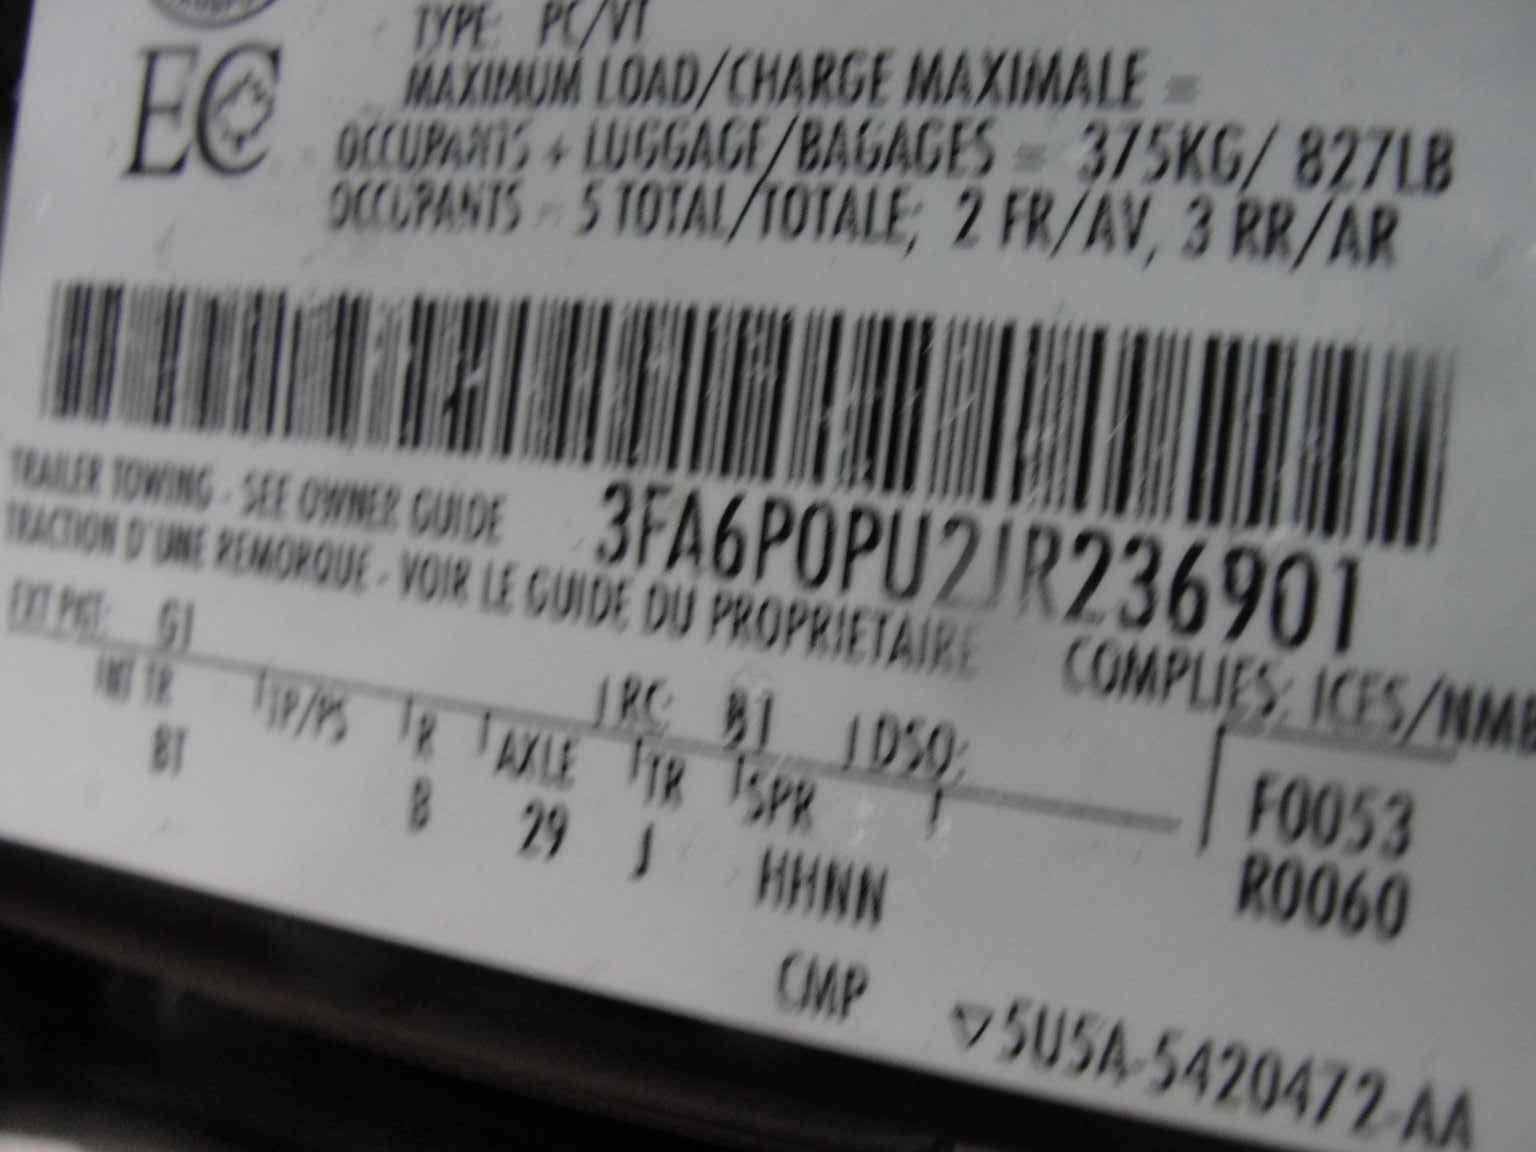 EC
TYPE: PC/VT
MAXIMUM LOAD/CHARGE MAXIMALE =
OCCUPANTS + LUGGAGE/BAGAGES = 375KG/ 827LB
OCCUPANTS - 5 TOTAL/TOTALE; 2 FR/AV, 3 RR/AR
TRAILER TOWING - SEE OWNER GUIDE
3FA6P0PU2JR236901
TRACTION D'UNE REMORQUE - VOIR LE GUIDE DU PROPRIETAIRE
COMPLIES: ICES/NMB
EXT PNT: G1
RC: B1
DSO:
INT TR
TP/PS
R
AXLE
TR
SPR
F0053
BT
B
29
J
HHNN
R0060
CMP
▽5U5A-5420472-AA